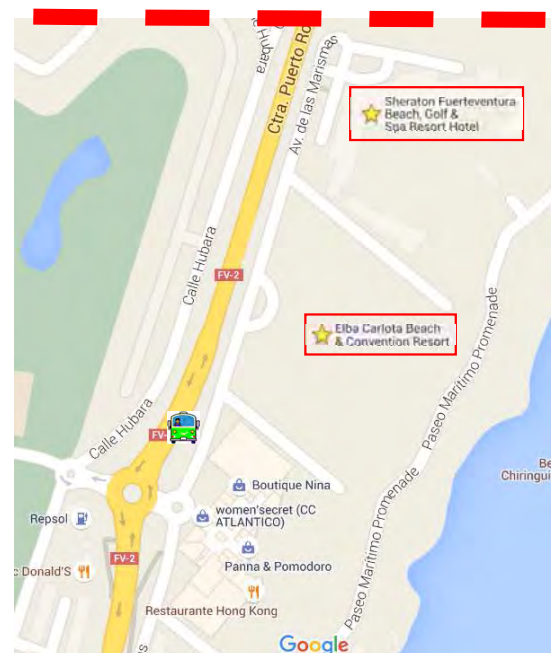 e Hubara
Ctra. Puerto Ro
Av. de las Marismas
Sheraton Fuerteventura
Beach, Golf &
Spa Resort Hotel
Calle Hubara
FV-2
Elba Carlota Beach
& Convention Resort
Paseo Marítimo Promenade
Calle Hubara
FV-
Paseo Marítimo Promenade
Be
Chiringui
Boutique Nina
women'secret (CC
ATLANTICO)
Repsol
Panna & Pomodoro
FV-2
c Donald'S
Restaurante Hong Kong
Google